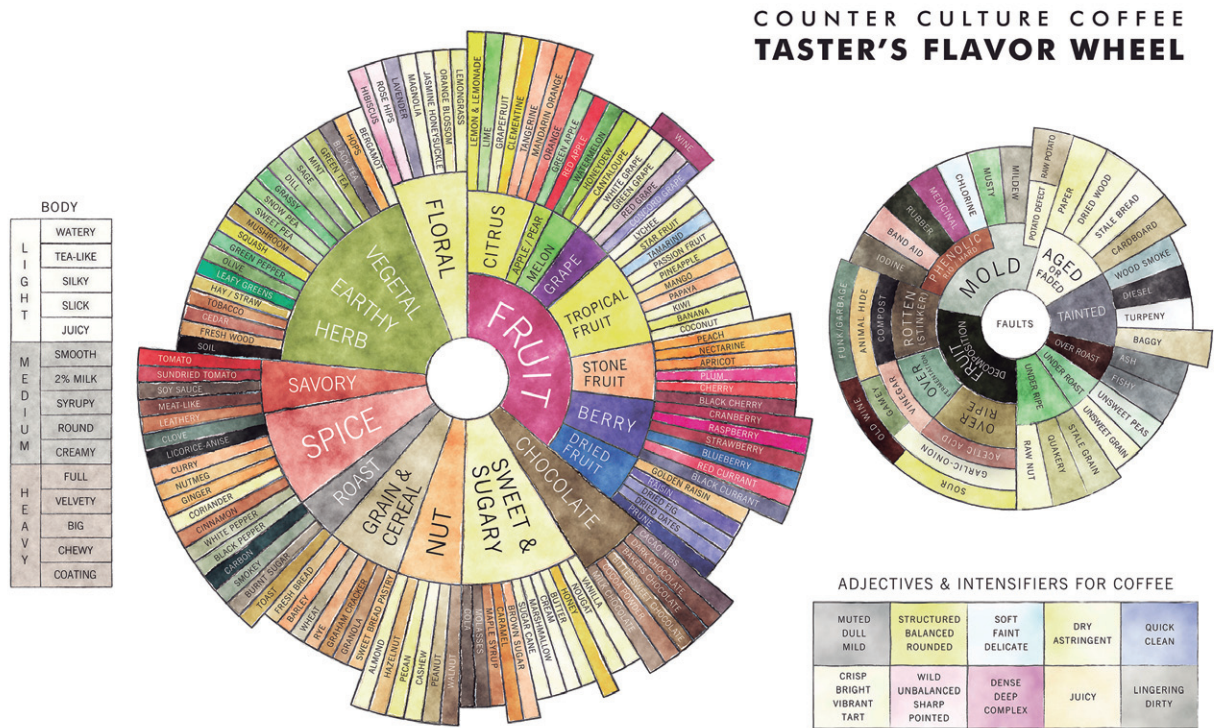 COUNTER CULTURE COFFEE
TASTER'S FLAVOR WHEEL
BODY
LIGHT
WATERY
TEA-LIKE
SILKY
SLICK
JUICY
MEDIUM
SMOOTH
2% MILK
SYRUPY
ROUND
CREAMY
HEAVY
FULL
VELVETY
BIG
CHEWY
COATING
FRUIT
CITRUS
LEMON & LEMONADE
LIME
GRAPEFRUIT
CLEMENTINE
TANGERINE
MANDARIN ORANGE
ORANGE
APPLE / PEAR
GREEN APPLE
RED APPLE
MELON
WATERMELON
HONEYDEW
CANTALOUPE
GRAPE
WHITE GRAPE
GREEN GRAPE
RED GRAPE
CONCORD GRAPE
WINE
TROPICAL
FRUIT
LYCHEE
STAR FRUIT
TAMARIND
PASSION FRUIT
PINEAPPLE
MANGO
PAPAYA
KIWI
BANANA
COCONUT
STONE
FRUIT
PEACH
NECTARINE
APRICOT
PLUM
CHERRY
BLACK CHERRY
BERRY
CRANBERRY
RASPBERRY
STRAWBERRY
BLUEBERRY
RED CURRANT
BLACK CURRANT
DRIED
FRUIT
GOLDEN RAISIN
RAISIN
DRIED FIG
DRIED DATES
PRUNE
CHOCOLATE
CACAO NIBS
DARK CHOCOLATE
BAKERS CHOCOLATE
BITTERSWEET CHOCOLATE
COCOA POWDER
MILK CHOCOLATE
SWEET &
SUGARY
VANILLA
NOUGAT
HONEY
BUTTER
CREAM
MARSHMALLOW
SUGAR CANE
BROWN SUGAR
CARAMEL
MAPLE SYRUP
MOLASSES
COLA
NUT
WALNUT
PEANUT
CASHEW
PECAN
HAZELNUT
ALMOND
GRAIN &
CEREAL
SWEET BREAD PASTRY
GRANOLA
GRAHAM CRACKER
RYE
WHEAT
BARLEY
FRESH BREAD
ROAST
TOAST
BURNT SUGAR
SMOKEY
CARBON
SPICE
BLACK PEPPER
WHITE PEPPER
CINNAMON
CORIANDER
GINGER
NUTMEG
CURRY
LICORICE-ANISE
CLOVE
SAVORY
LEATHERY
MEAT-LIKE
SOY SAUCE
SUNDRIED TOMATO
TOMATO
VEGETAL
EARTHY
HERB
SOIL
FRESH WOOD
CEDAR
TOBACCO
HAY / STRAW
LEAFY GREENS
OLIVE
GREEN PEPPER
SQUASH
MUSHROOM
SWEET PEA
SNOW PEA
GRASSY
DILL
SAGE
MINT
GREEN TEA
BLACK TEA
HOPS
BERGAMOT
FLORAL
HIBISCUS
ROSE HIPS
LAVENDER
MAGNOLIA
JASMINE HONEYSUCKLE
ORANGE BLOSSOM
LEMONGRASS
FAULTS
AGED
OR
FADED
POTATO DEFECT
RAW POTATO
PAPER
DRIED WOOD
STALE BREAD
CARDBOARD
TAINTED
WOOD SMOKE
DIESEL
TURPENY
BAGGY
OVER ROAST
ASH
FISHY
UNDER ROAST
UNSWEET PEAS
UNSWEET GRAIN
UNDER RIPE
STALE GRAIN
QUAKERY
RAW NUT
FRUIT
DECOMPOSITION
OVER
RIPE
ACETIC ACID
GARLIC-ONION
SOUR
OVER
FERMENTATION
VINEGAR
GAMEY
OLD WINE
ROTTEN
(STINKER)
COMPOST
ANIMAL HIDE
FUNK/GARBAGE
MOLD
PHENOLIC
RIO / HARD
IODINE
BAND AID
RUBBER
MEDICINAL
CHLORINE
MUSTY
MILDEW
ADJECTIVES & INTENSIFIERS FOR COFFEE
MUTED
DULL
MILD
STRUCTURED
BALANCED
ROUNDED
SOFT
FAINT
DELICATE
DRY
ASTRINGENT
QUICK
CLEAN
CRISP
BRIGHT
VIBRANT
TART
WILD
UNBALANCED
SHARP
POINTED
DENSE
DEEP
COMPLEX
JUICY
LINGERING
DIRTY